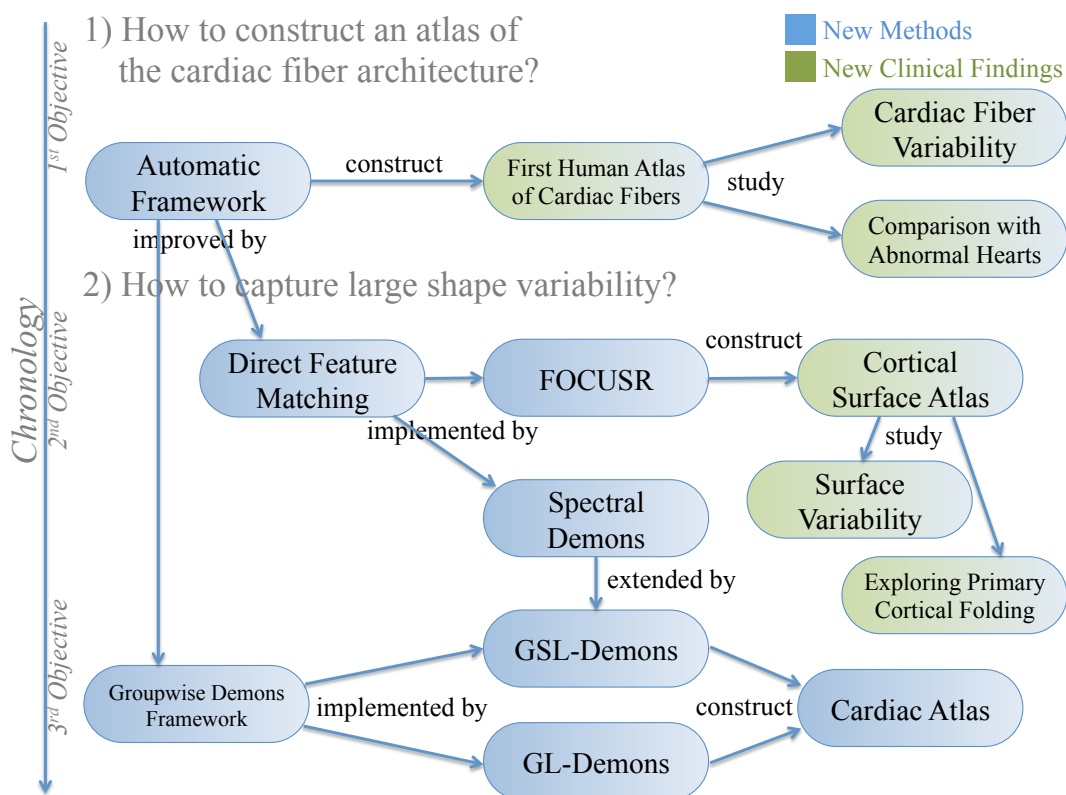 1) How to construct an atlas of
the cardiac fiber architecture?
New Methods
New Clinical Findings
Chronology
1st Objective
2nd Objective
3rd Objective
Automatic
Framework
construct
First Human Atlas
of Cardiac Fibers
study
Cardiac Fiber
Variability
Comparison with
Abnormal Hearts
improved by
2) How to capture large shape variability?
Direct Feature
Matching
implemented by
FOCUSR
construct
Cortical
Surface Atlas
study
Surface
Variability
Exploring Primary
Cortical Folding
Spectral
Demons
extended by
Groupwise Demons
Framework
implemented by
GSL-Demons
GL-Demons
construct
Cardiac Atlas